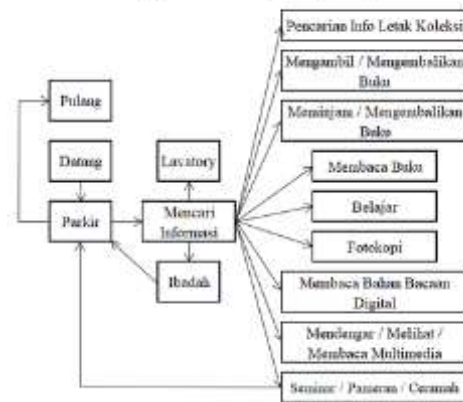 Pencarian Info Letak Koleksi
Mengambil / Mengembalikan
Buku
Meminjam / Mengembalikan
Buku
Membaca Buku
Belajar
Fotokopi
Membaca Bahan Bacaan
Digital
Mendengar / Melihat /
Membaca Multimedia
Seminar / Pameran / Ceramah
Pulang
Datang
Parkir
Lavatory
Mencari
Informasi
Ibadah